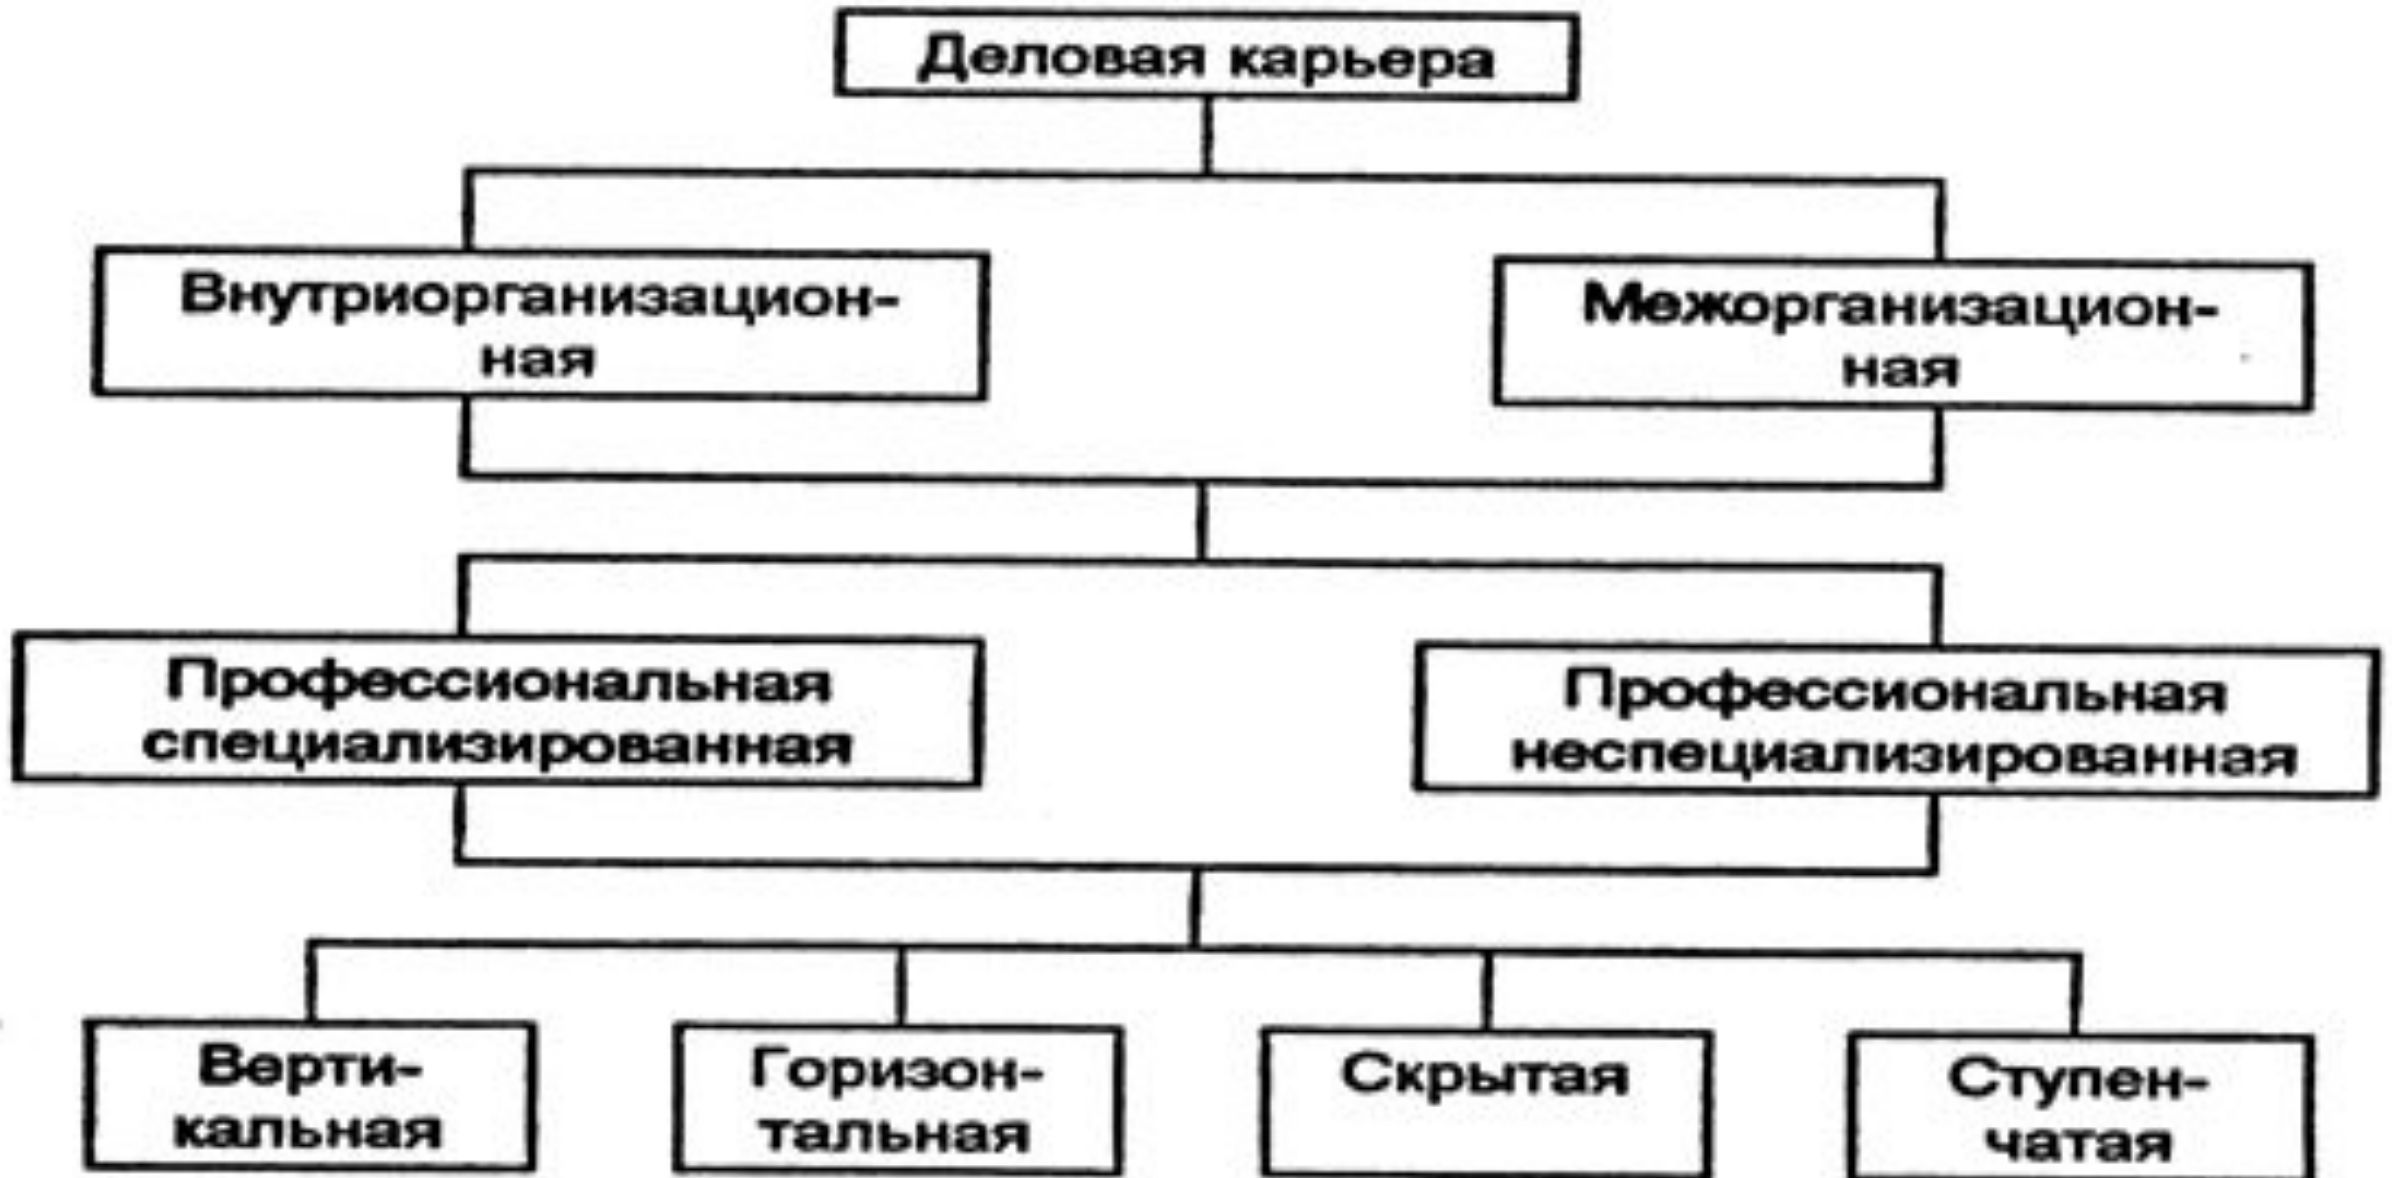 Деловая карьера
Внутриорганизацион-
ная
Межорганизацион-
ная
Профессиональная
специализированная
Профессиональная
неспециализированная
Верти-
кальная
Горизон-
тальная
Скрытая
Ступен-
чатая